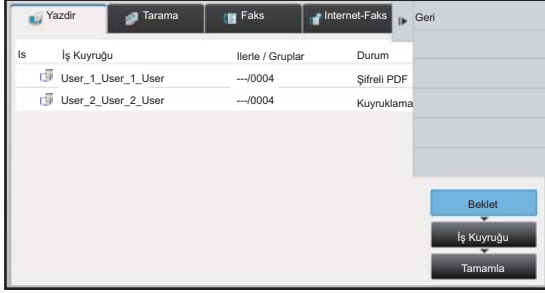 Yazdir Tarama Faks Internet-Faks Geri
Is İş Kuyruğu Ilerle / Gruplar Durum
User_1_User_1_User ---/0004 Şifreli PDF
User_2_User_2_User ---/0004 Kuyruklama
Beklet
İş Kuyruğu
Tamamla